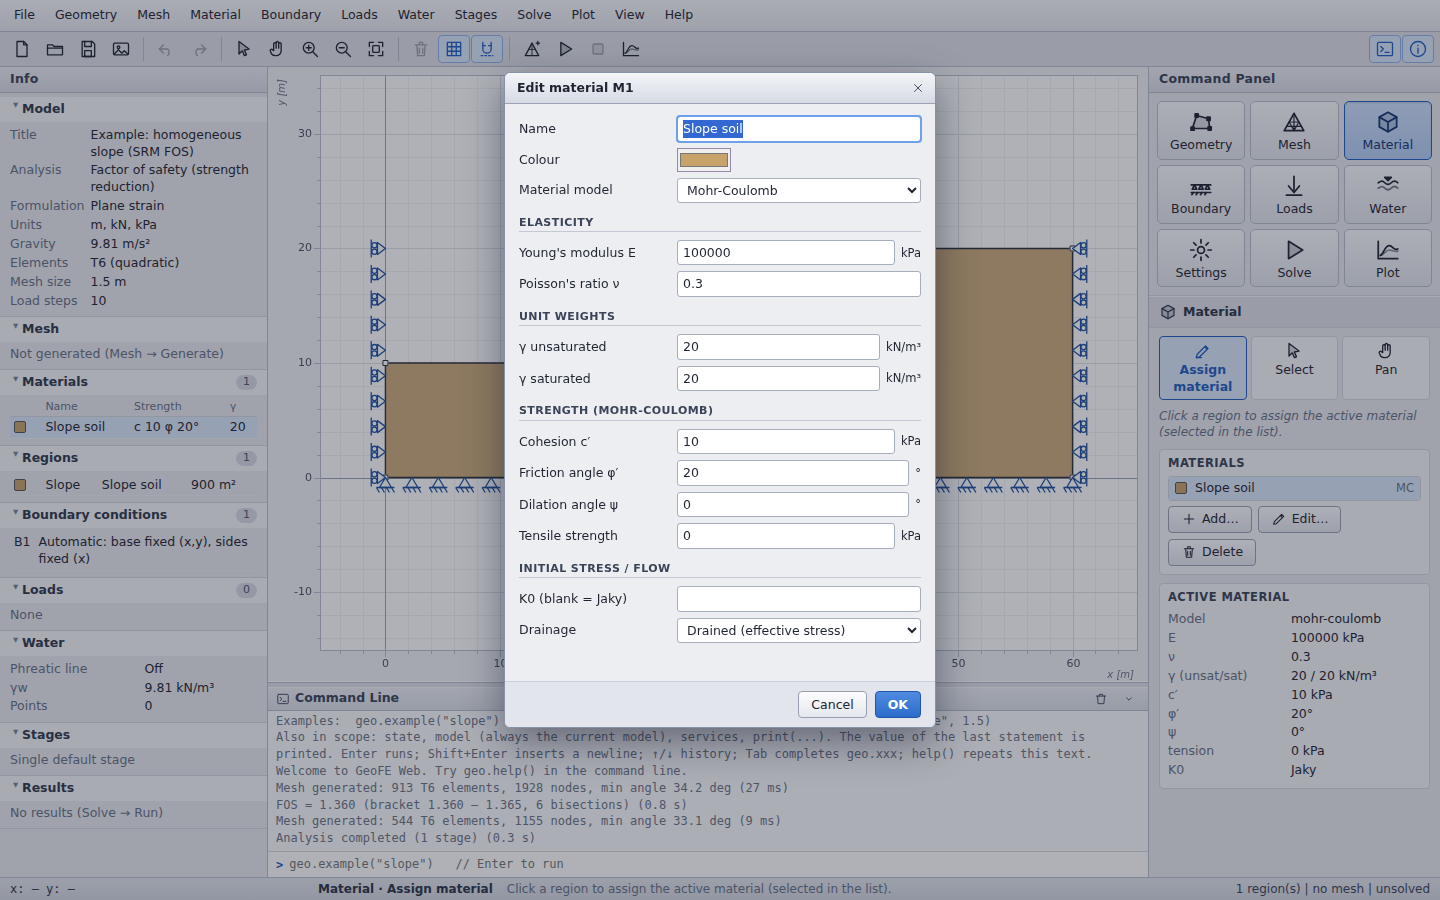 File Geometry Mesh Material Boundary Loads Water Stages Solve Plot View Help
Info
Model
Title Example: homogeneous slope (SRM FOS)
Analysis Factor of safety (strength reduction)
Formulation Plane strain
Units m, kN, kPa
Gravity 9.81 m/s²
Elements T6 (quadratic)
Mesh size 1.5 m
Load steps 10
Mesh
Not generated (Mesh → Generate)
Materials 1
Name Strength γ
Slope soil c 10 φ 20° 20
Regions 1
Slope Slope soil 900 m²
Boundary conditions 1
B1 Automatic: base fixed (x,y), sides fixed (x)
Loads 0
None
Water
Phreatic line Off
γw 9.81 kN/m³
Points 0
Stages
Single default stage
Results
No results (Solve → Run)
y [m]
30
20
10
0
-10
0
10
50
60
x [m]
Edit material M1
Name Slope soil
Colour
Material model Mohr-Coulomb
ELASTICITY
Young's modulus E 100000 kPa
Poisson's ratio ν 0.3
UNIT WEIGHTS
γ unsaturated 20 kN/m³
γ saturated 20 kN/m³
STRENGTH (MOHR-COULOMB)
Cohesion c′ 10 kPa
Friction angle φ′ 20 °
Dilation angle ψ 0 °
Tensile strength 0 kPa
INITIAL STRESS / FLOW
K0 (blank = Jaky)
Drainage Drained (effective stress)
Cancel OK
Command Line
Examples: geo.example("slope") e", 1.5)
Also in scope: state, model (always the current model), services, print(...). The value of the last statement is
printed. Enter runs; Shift+Enter inserts a newline; ↑/↓ history; Tab completes geo.xxx; help() repeats this text.
Welcome to GeoFE Web. Try geo.help() in the command line.
Mesh generated: 913 T6 elements, 1928 nodes, min angle 34.2 deg (27 ms)
FOS = 1.360 (bracket 1.360 – 1.365, 6 bisections) (0.8 s)
Mesh generated: 544 T6 elements, 1155 nodes, min angle 33.1 deg (9 ms)
Analysis completed (1 stage) (0.3 s)
> geo.example("slope") // Enter to run
Command Panel
Geometry Mesh Material
Boundary Loads Water
Settings Solve Plot
Material
Assign material Select Pan
Click a region to assign the active material
(selected in the list).
MATERIALS
Slope soil MC
Add... Edit...
Delete
ACTIVE MATERIAL
Model mohr-coulomb
E 100000 kPa
ν 0.3
γ (unsat/sat) 20 / 20 kN/m³
c′ 10 kPa
φ′ 20°
ψ 0°
tension 0 kPa
K0 Jaky
x: – y: – Material · Assign material Click a region to assign the active material (selected in the list). 1 region(s) | no mesh | unsolved